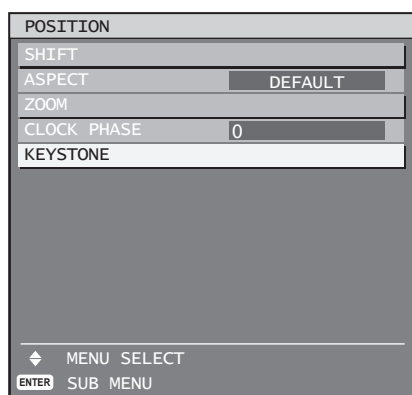 POSITION
SHIFT
ASPECT DEFAULT
ZOOM
CLOCK PHASE 0
KEYSTONE
MENU SELECT
ENTER SUB MENU